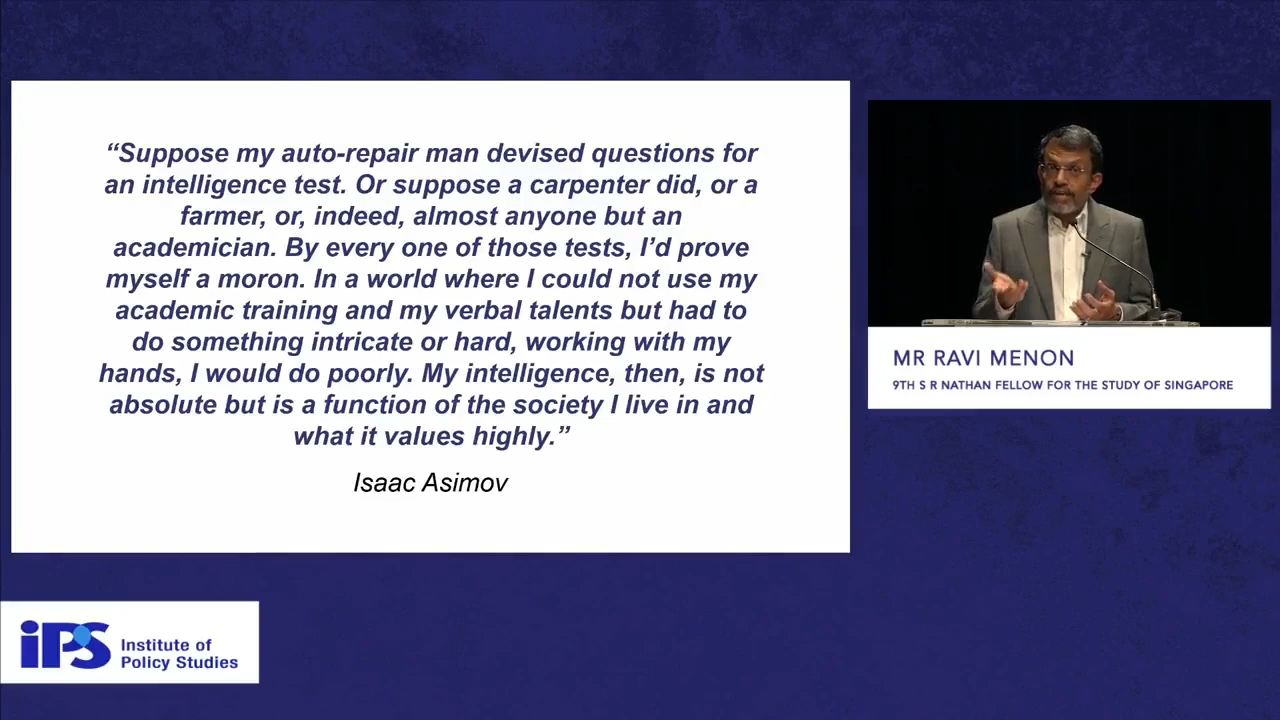 “Suppose my auto-repair man devised questions for
an intelligence test. Or suppose a carpenter did, or a
farmer, or, indeed, almost anyone but an
academician. By every one of those tests, I’d prove
myself a moron. In a world where I could not use my
academic training and my verbal talents but had to
do something intricate or hard, working with my
hands, I would do poorly. My intelligence, then, is not
absolute but is a function of the society I live in and
what it values highly.”
Isaac Asimov
MR RAVI MENON
9TH S R NATHAN FELLOW FOR THE STUDY OF SINGAPORE
iPS
Institute of
Policy Studies